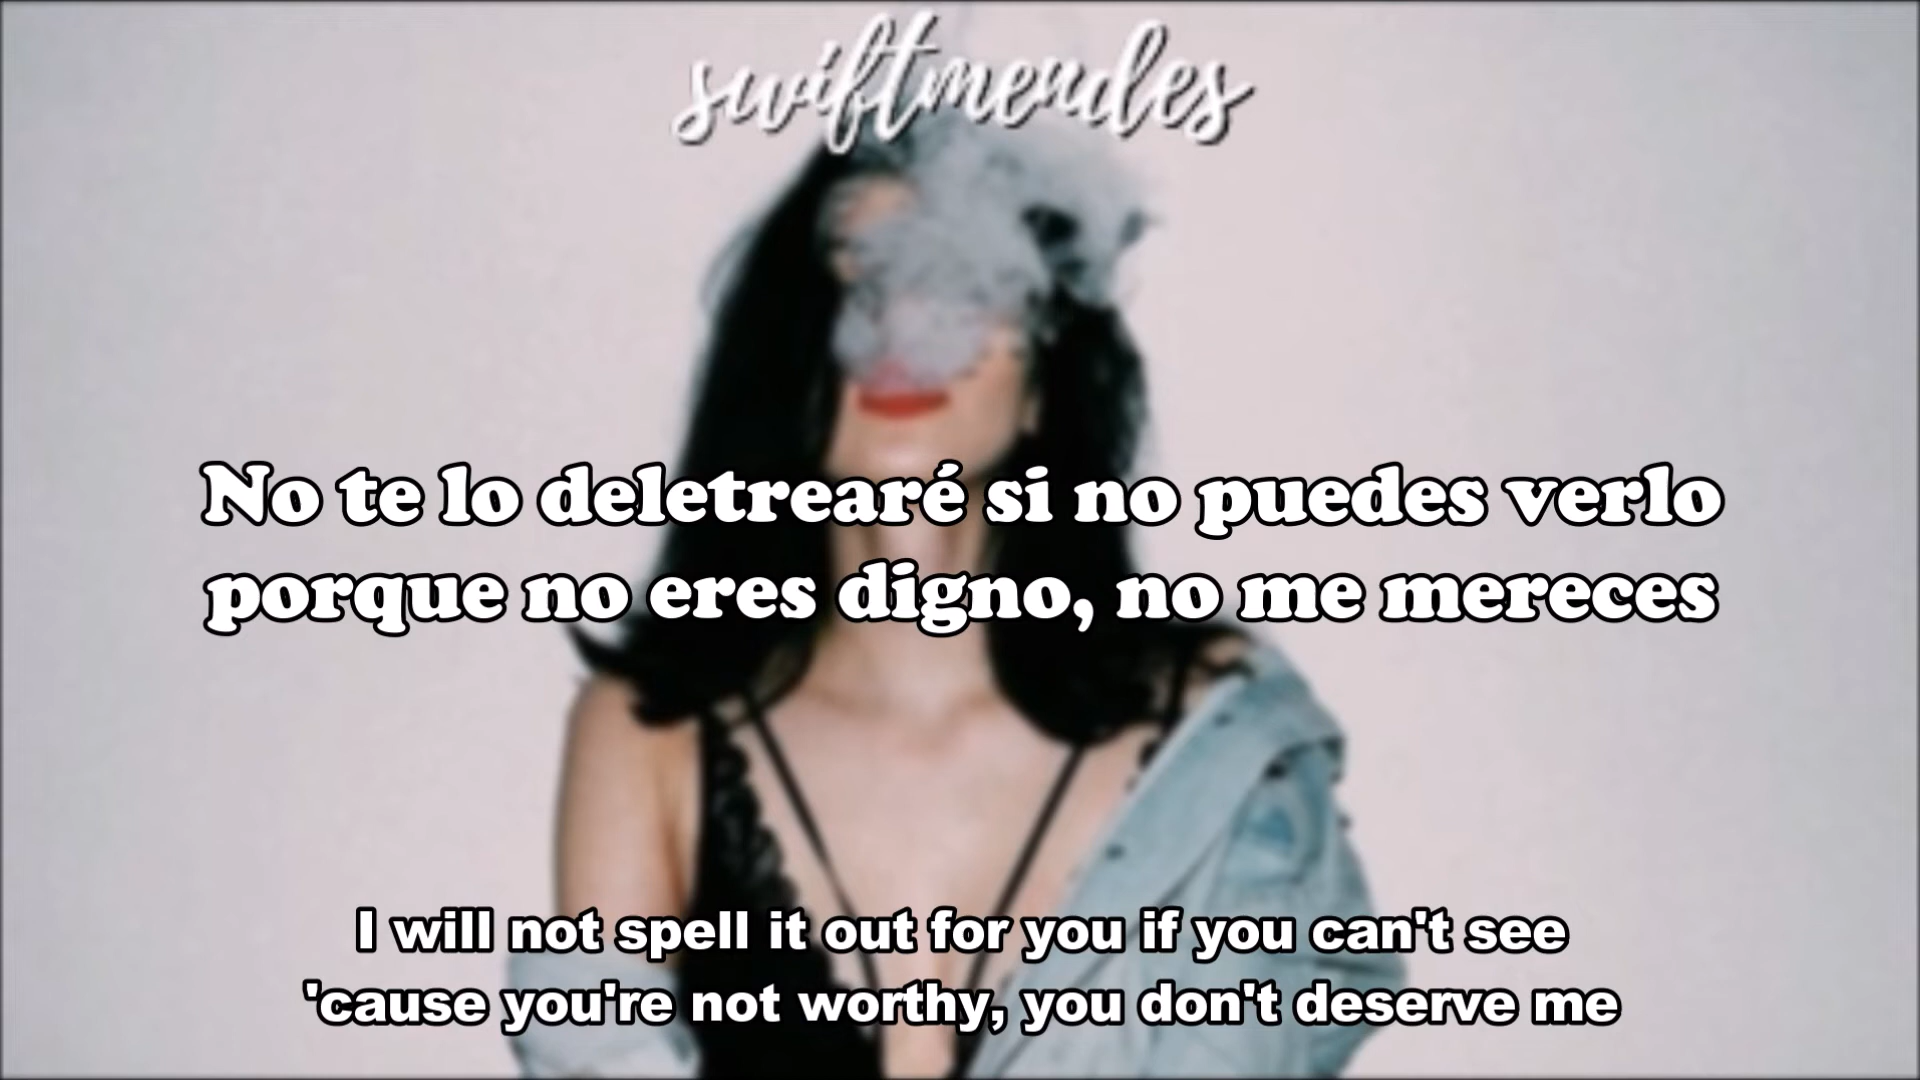 swiftmendes
No te lo deletrearé si no puedes verlo
porque no eres digno, no me mereces
I will not spell it out for you if you can't see
'cause you're not worthy, you don't deserve me